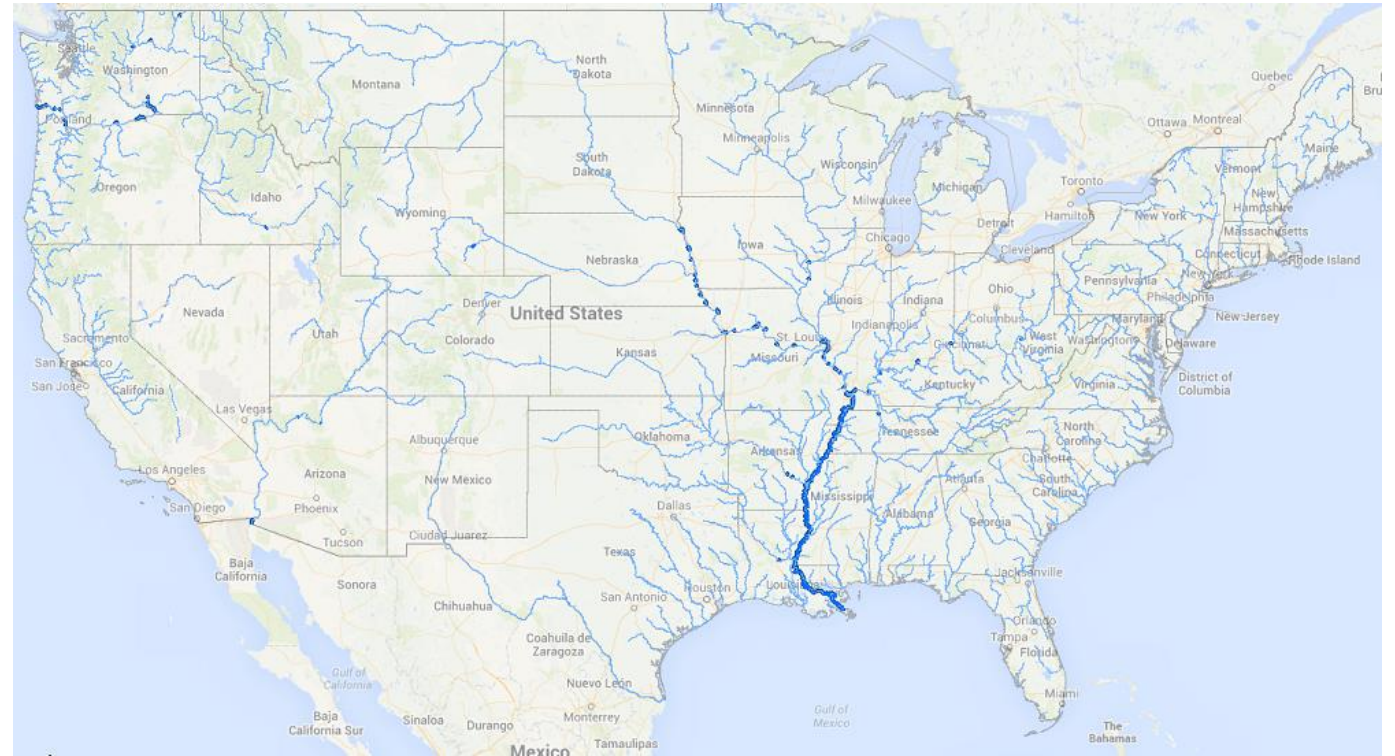 Seattle
Washington
Montana
North
Dakota
Minnesota
Minneapolis
Quebec
Ottawa
Montreal
Maine
Portland
Oregon
Idaho
South
Dakota
Wyoming
Wisconsin
Milwaukee
Michigan
Detroit
Toronto
Hamilton
Vermont
New
Hampshire
New York
Massachusetts
Iowa
Chicago
Cleveland
Connecticut
Rhode Island
Nebraska
Nevada
Utah
Denver
Colorado
United States
Illinois
Indiana
Ohio
Pennsylvania
New York
Philadelphia
New Jersey
Sacramento
San Francisco
San Jose
California
Kansas
St. Louis
Missouri
Indianapolis
Columbus
Cincinnati
West
Virginia
Maryland
Washington
Delaware
District of
Columbia
Kentucky
Virginia
Las Vegas
Albuquerque
Oklahoma
Arkansas
Tennessee
North
Carolina
Charlotte
Los Angeles
Arizona
New Mexico
San Diego
Phoenix
Dallas
Mississippi
Atlanta
South
Carolina
Alabama
Georgia
Tucson
Ciudad Juarez
Texas
Baja
California
Sonora
Chihuahua
San Antonio
Houston
Louisiana
Jacksonville
Orlando
Tampa
Florida
Coahuila de
Zaragoza
Gulf of
California
Nuevo León
Miami
Baja
California Sur
Sinaloa
Durango
Monterrey
Gulf of
Mexico
The
Bahamas
Mexico
Tamaulipas